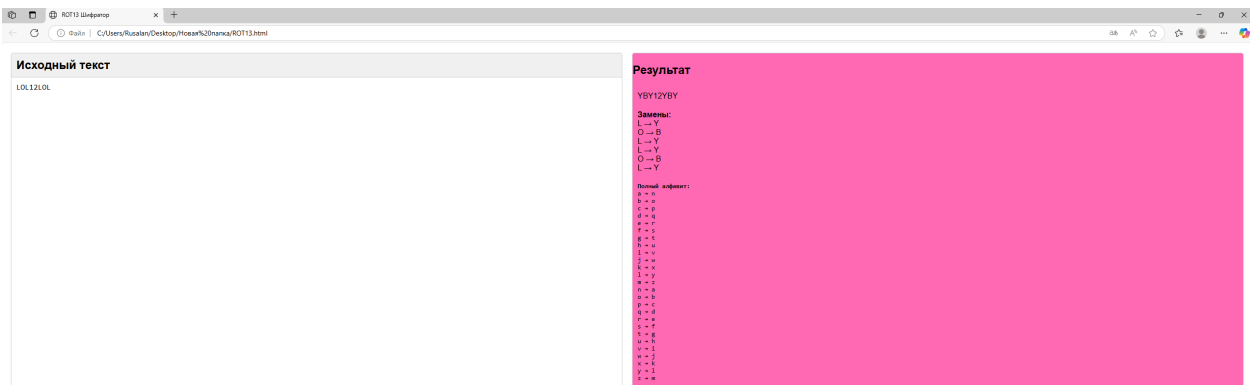 ROT13 Шифратор
Файл | C:/Users/Rusalan/Desktop/Новая%20папка/ROT13.html
Исходный текст
LOL12LOL
Результат
YBY12YBY
Замены:
L → Y
O → B
L → Y
L → Y
O → B
L → Y
Полный алфавит:
a → n
b → o
c → p
d → q
e → r
f → s
g → t
h → u
i → v
j → w
k → x
l → y
m → z
n → a
o → b
p → c
q → d
r → e
s → f
t → g
u → h
v → i
w → j
x → k
y → l
z → m